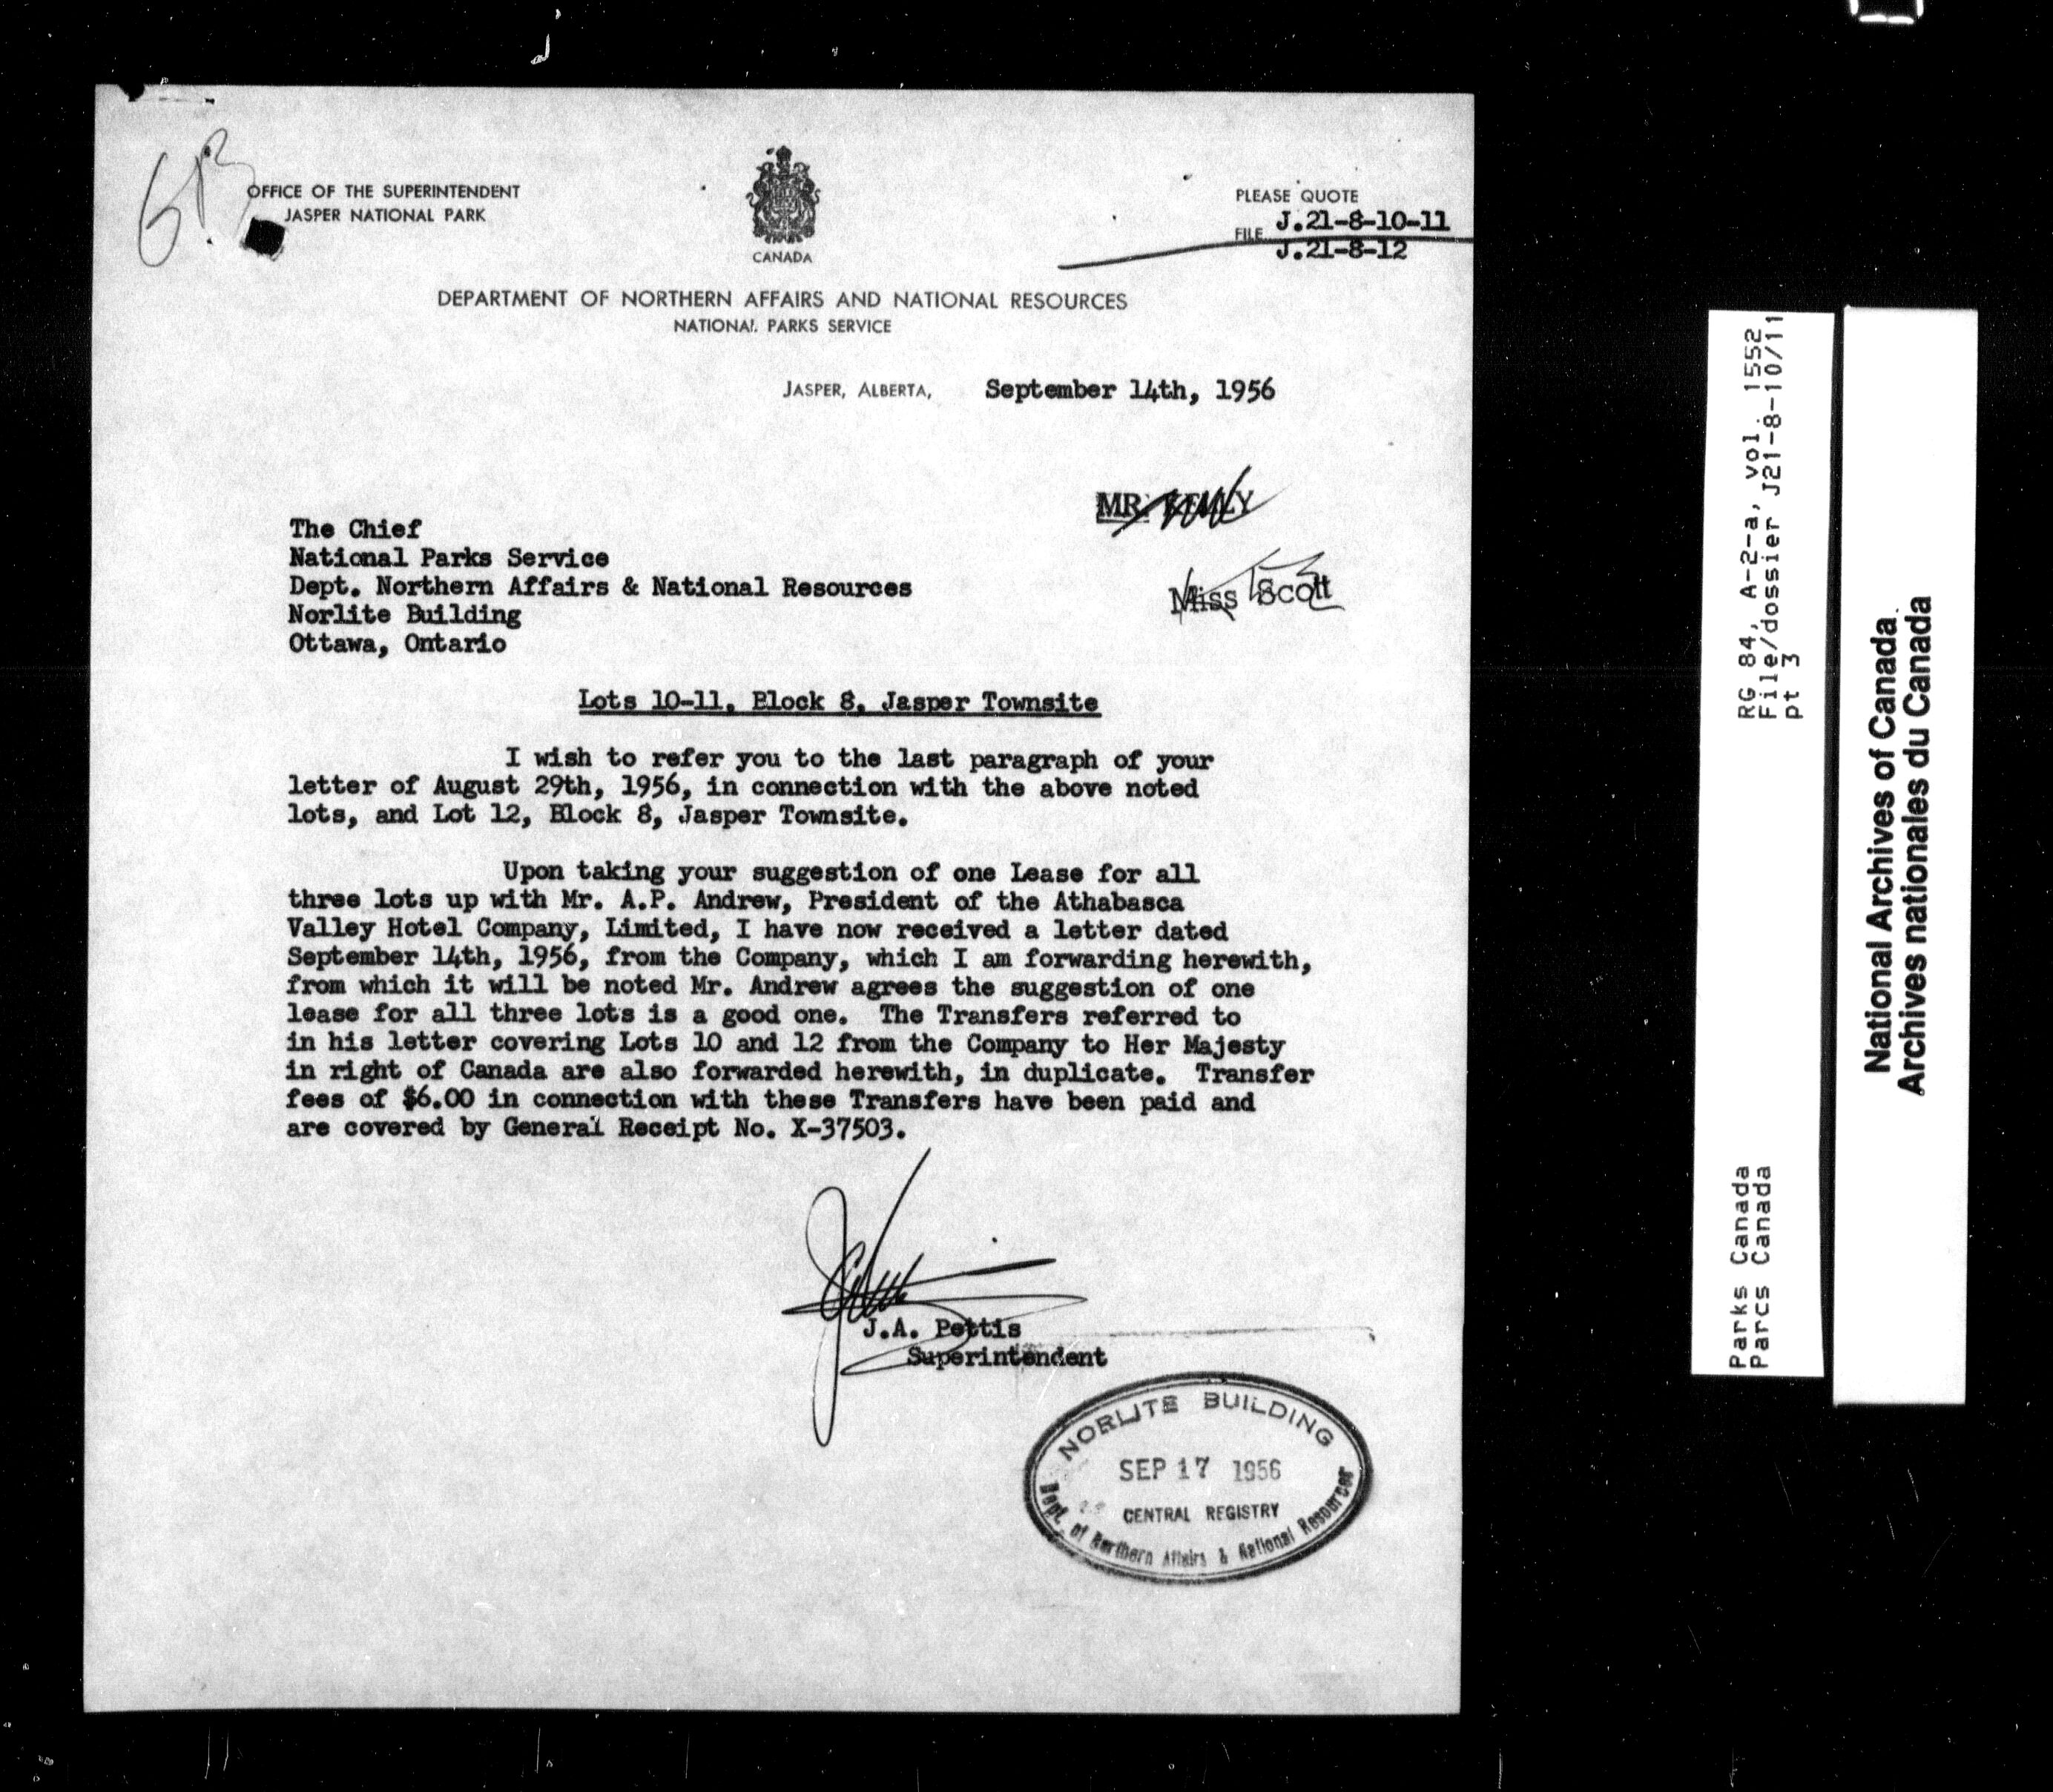 OFFICE OF THE SUPERINTENDENT
JASPER NATIONAL PARK
CANADA
PLEASE QUOTE
FILE J.21-8-10-11
J.21-8-12
DEPARTMENT OF NORTHERN AFFAIRS AND NATIONAL RESOURCES
NATIONAL PARKS SERVICE
JASPER, ALBERTA, September 14th, 1956
MR.
Miss Scott
The Chief
National Parks Service
Dept. Northern Affairs & National Resources
Norlite Building
Ottawa, Ontario
Lots 10-11, Block 8, Jasper Townsite
I wish to refer you to the last paragraph of your
letter of August 29th, 1956, in connection with the above noted
lots, and Lot 12, Block 8, Jasper Townsite.
Upon taking your suggestion of one Lease for all
three lots up with Mr. A.P. Andrew, President of the Athabasca
Valley Hotel Company, Limited, I have now received a letter dated
September 14th, 1956, from the Company, which I am forwarding herewith,
from which it will be noted Mr. Andrew agrees the suggestion of one
lease for all three lots is a good one. The Transfers referred to
in his letter covering Lots 10 and 12 from the Company to Her Majesty
in right of Canada are also forwarded herewith, in duplicate. Transfer
fees of $6.00 in connection with these Transfers have been paid and
are covered by General Receipt No. X-37503.
J.A. Pettis
Superintendent
NORLITE BUILDING
SEP 17 1956
CENTRAL REGISTRY
Dept. of Northern Affairs & National Resources
RG 84, A-2-a, vol. 1552
File/dossier J21-8-10/11
pt 3
Parks Canada
Parcs Canada
National Archives of Canada
Archives nationales du Canada